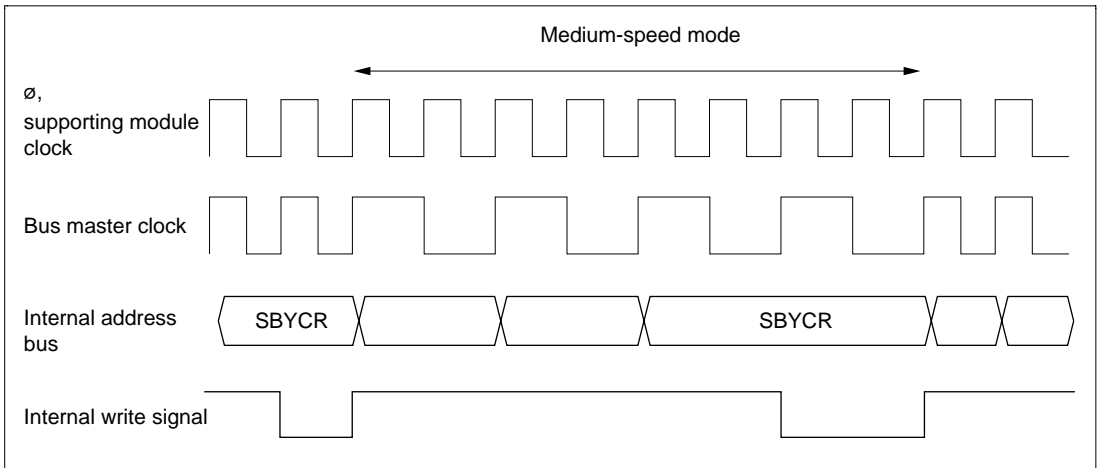 Medium-speed mode
ø,
supporting module
clock
Bus master clock
Internal address
bus
SBYCR
SBYCR
Internal write signal